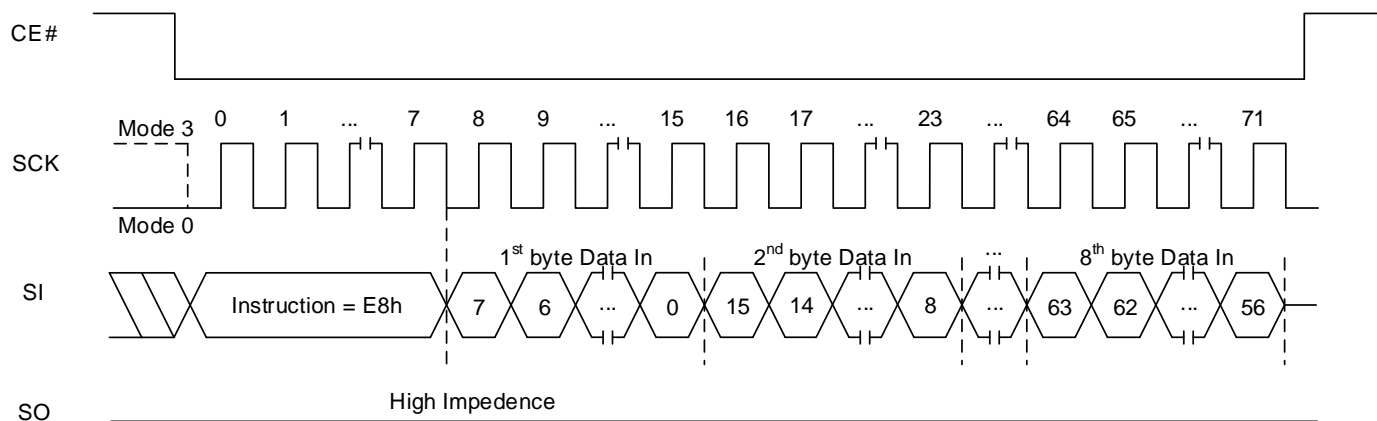 CE#
0 1 ... 7 8 9 ... 15 16 17 ... 23 ... 64 65 ... 71
Mode 3
SCK
Mode 0
1st byte Data In 2nd byte Data In ... 8th byte Data In
SI
Instruction = E8h 7 6 ... 0 15 14 ... 8 ... 63 62 ... 56
High Impedence
SO